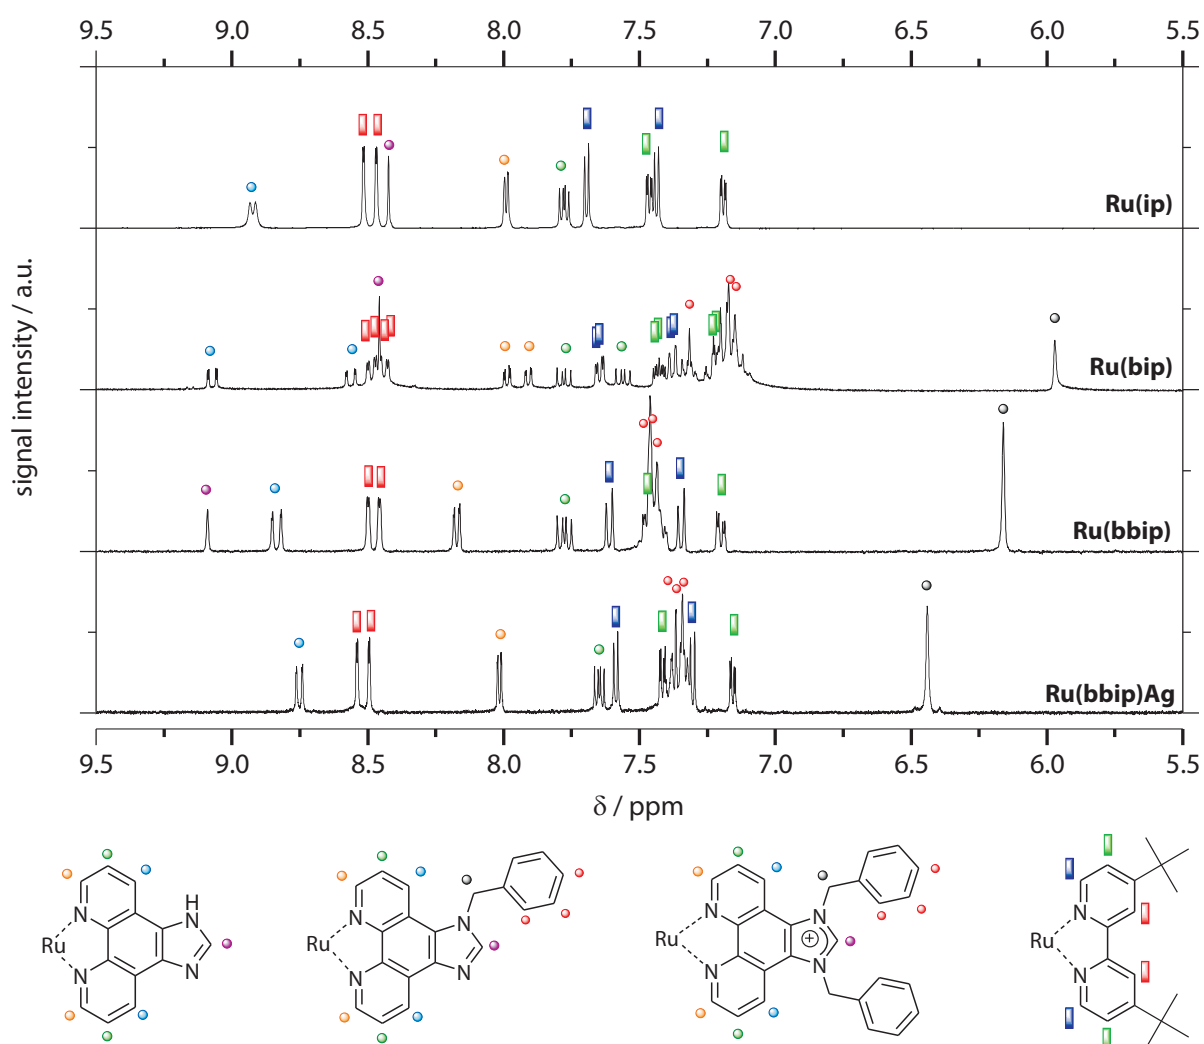 9.5 9.0 8.5 8.0 7.5 7.0 6.5 6.0 5.5
Ru(ip)
Ru(bip)
Ru(bbip)
Ru(bbip)Ag
signal intensity / a.u.
9.5 9.0 8.5 8.0 7.5 7.0 6.5 6.0 5.5
δ / ppm
Ru N N H N N
Ru N N N N
Ru N N N N +
Ru N N